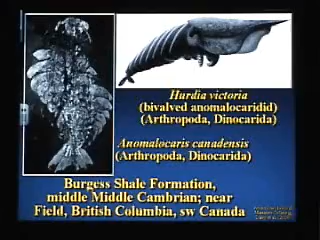 Hurdia victoria
(bivalved anomalocaridid)
(Arthropoda, Dinocarida)
Anomalocaris canadensis
(Arthropoda, Dinocarida)
Burgess Shale Formation,
middle Middle Cambrian; near
Field, British Columbia, sw Canada